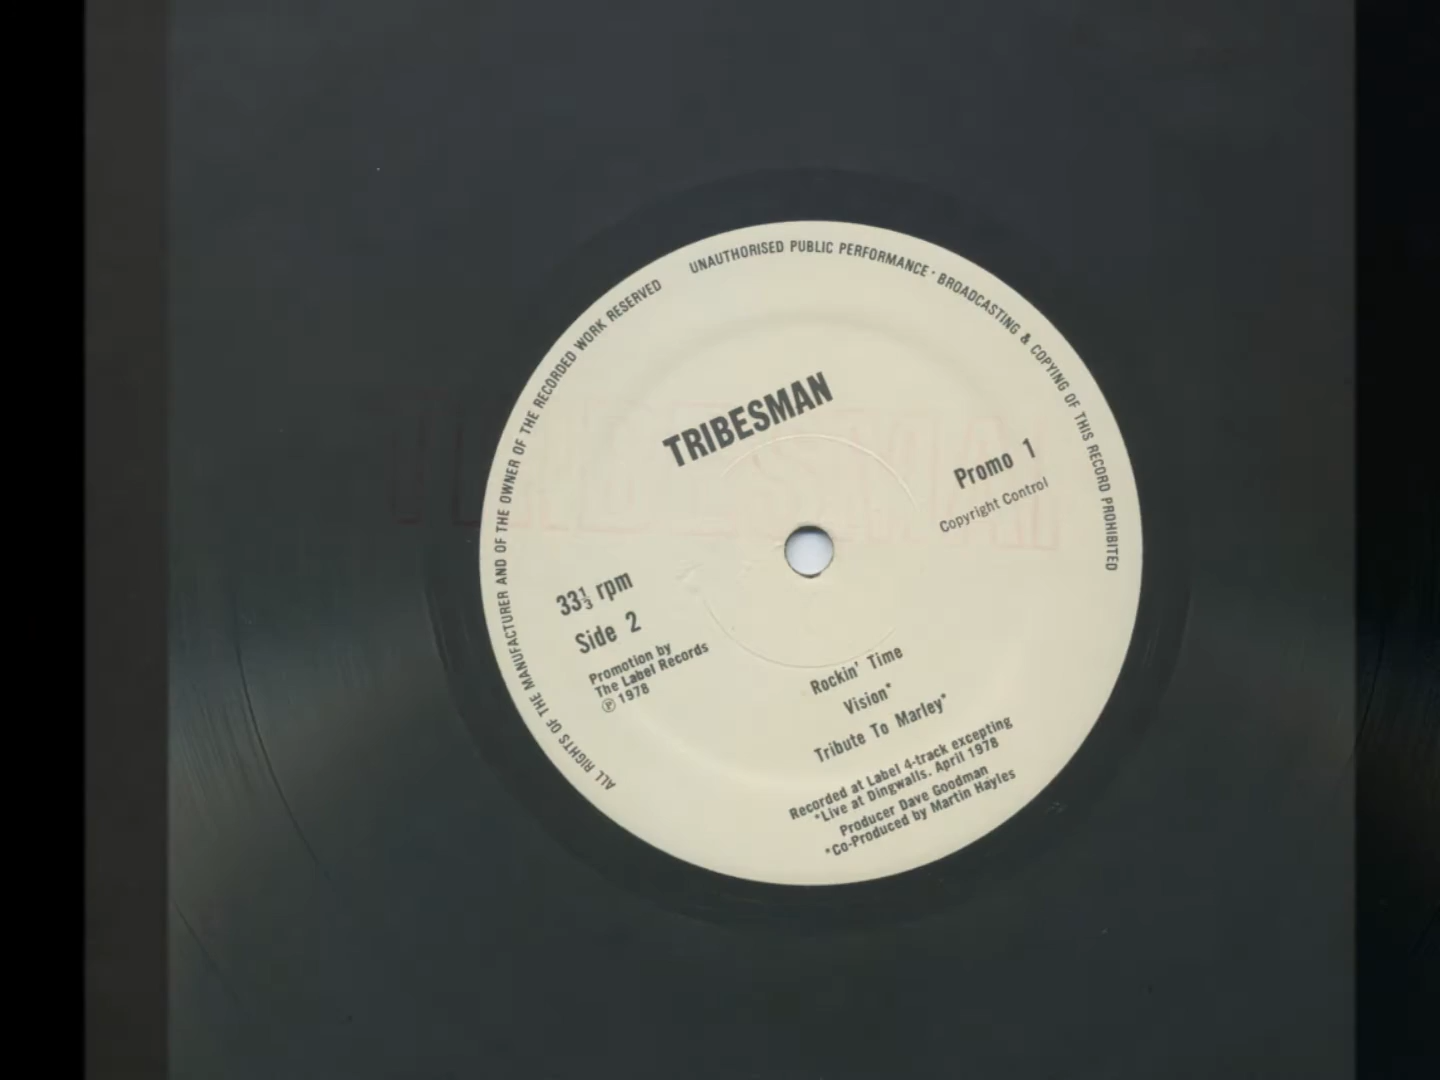 ALL RIGHTS OF THE MANUFACTURER AND OF THE OWNER OF THE RECORDED WORK RESERVED
UNAUTHORISED PUBLIC PERFORMANCE · BROADCASTING & COPYING OF THIS RECORD PROHIBITED
TRIBESMAN
Promo 1
Copyright Control
33⅓ rpm
Side 2
Promotion by
The Label Records
℗ 1978
Rockin' Time
Vision*
Tribute To Marley*
Recorded at Label 4-track excepting
*Live at Dingwalls. April 1978
Producer Dave Goodman
*Co-Produced by Martin Hayles